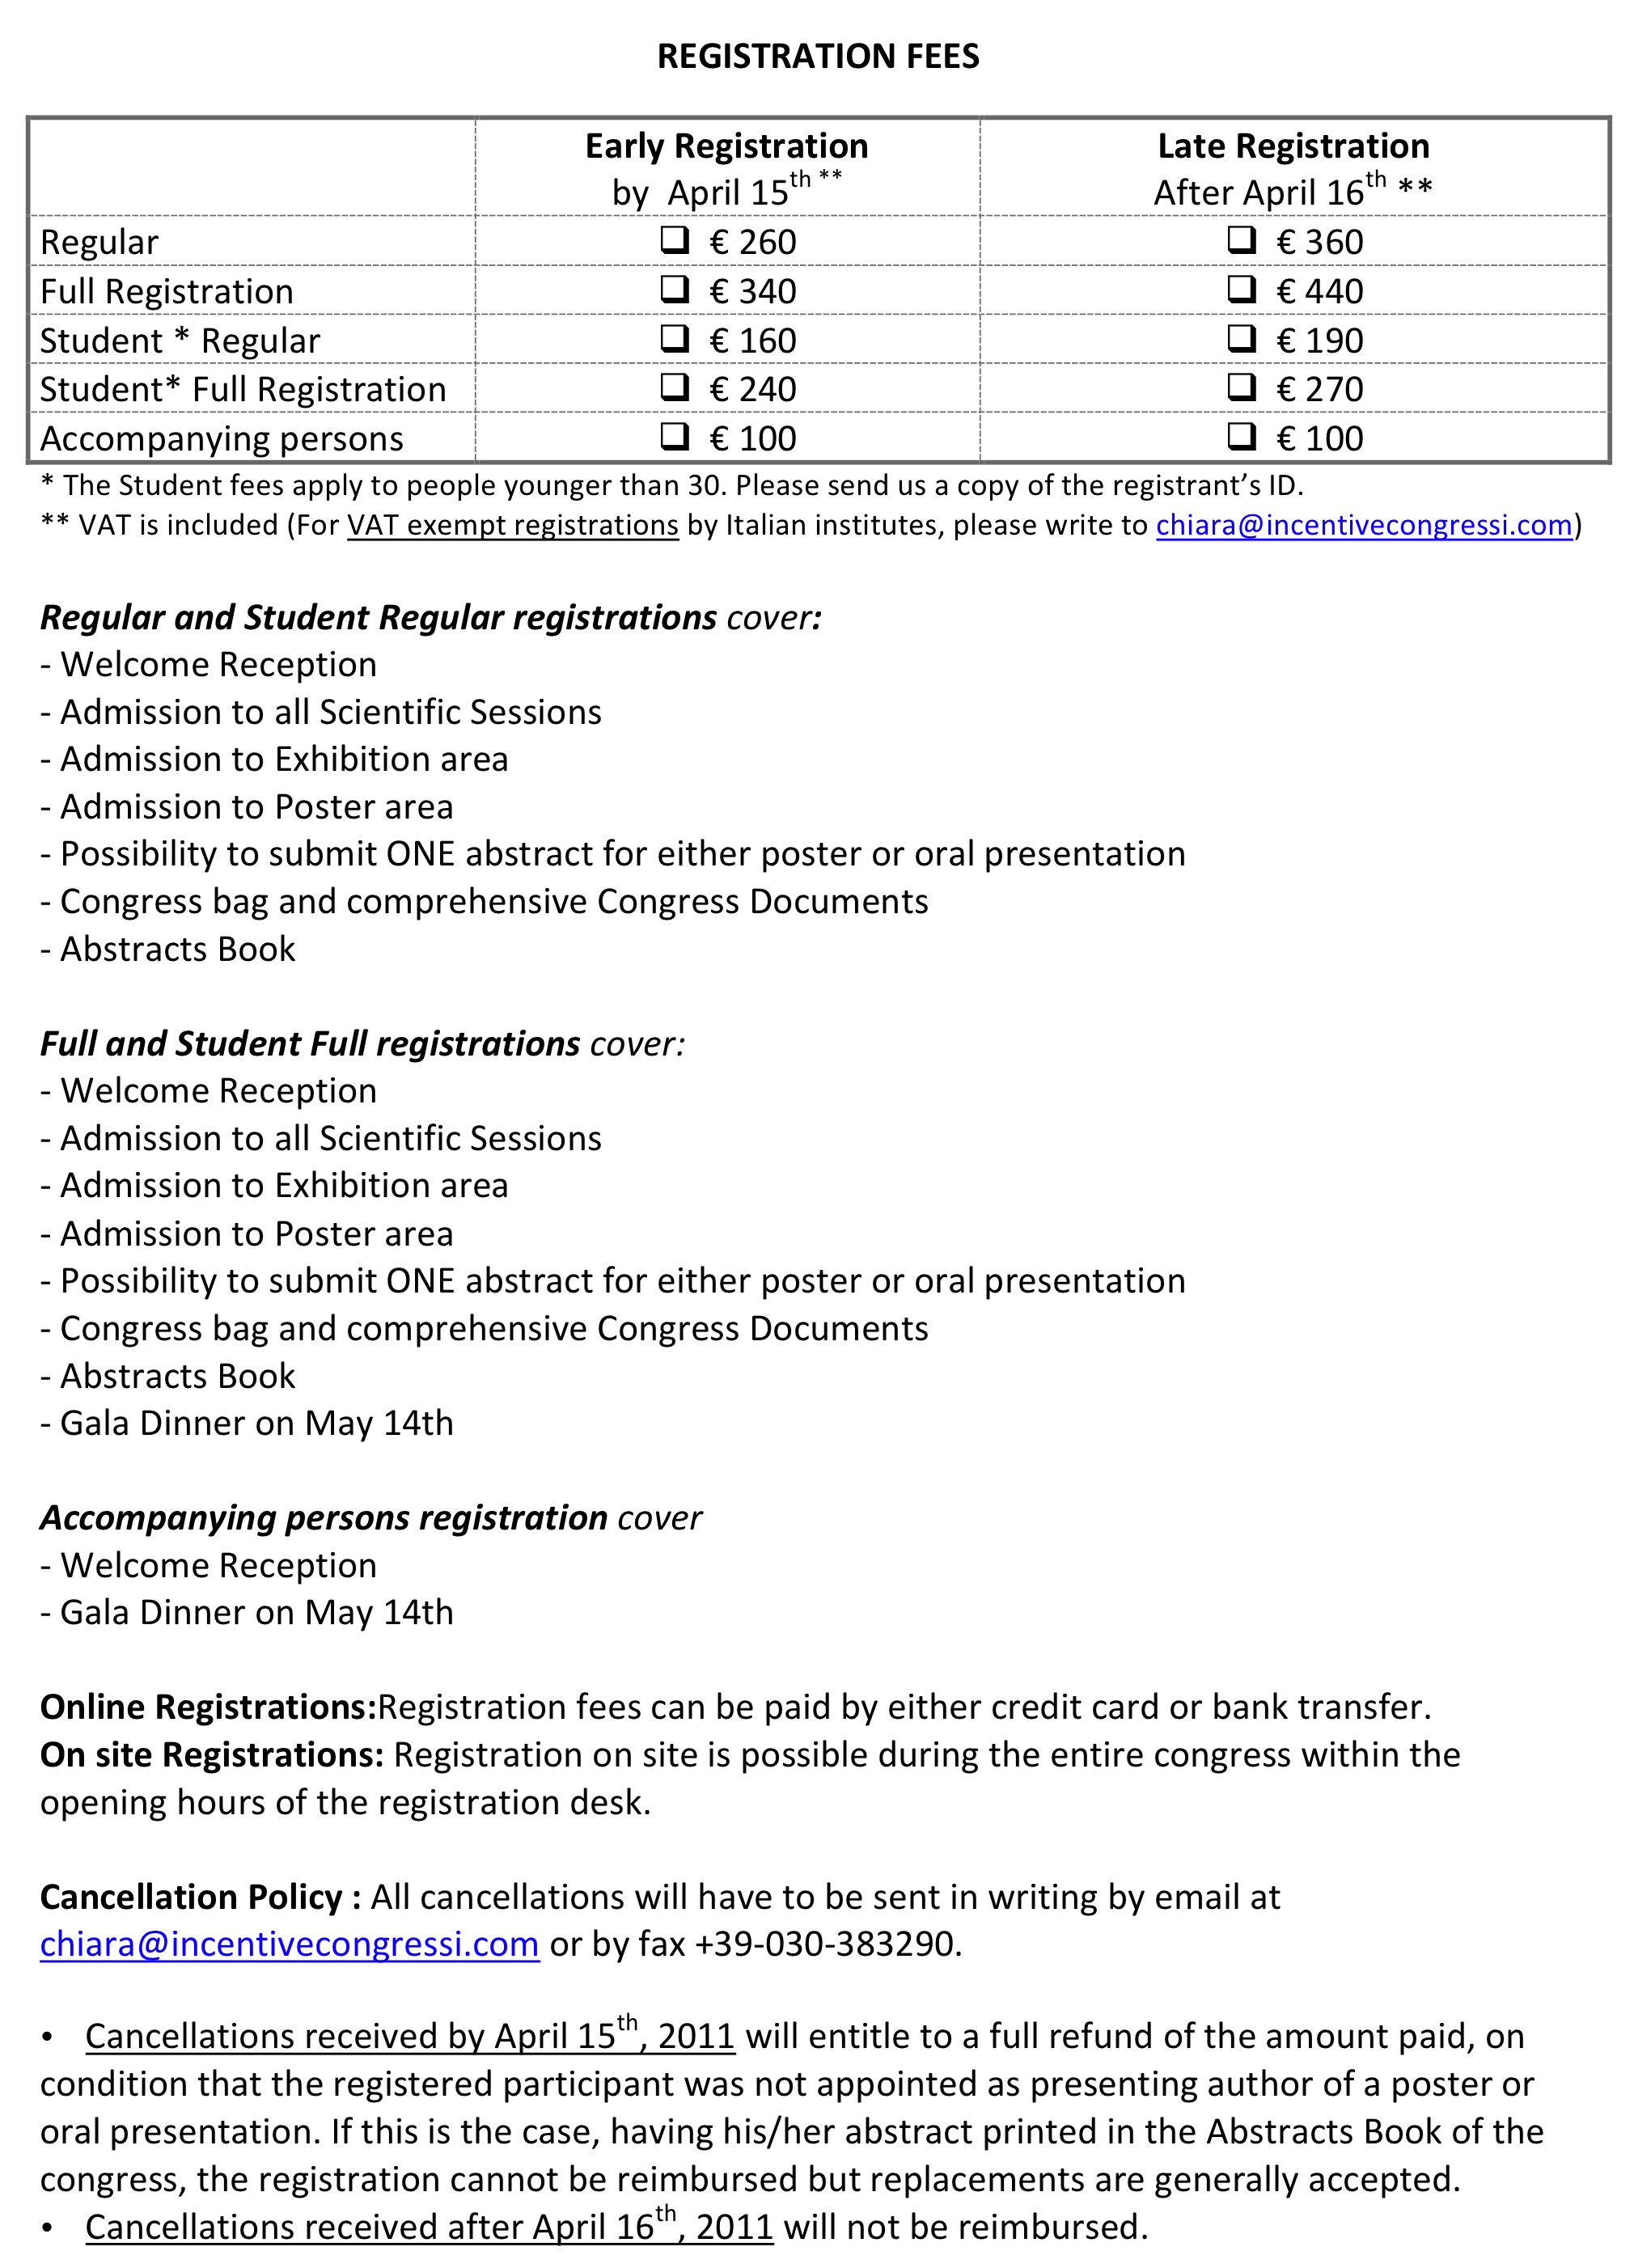 REGISTRATION FEES
Early Registration Late Registration
by April 15th ** After April 16th **
Regular ❑ € 260 ❑ € 360
Full Registration ❑ € 340 ❑ € 440
Student * Regular ❑ € 160 ❑ € 190
Student* Full Registration ❑ € 240 ❑ € 270
Accompanying persons ❑ € 100 ❑ € 100
* The Student fees apply to people younger than 30. Please send us a copy of the registrant’s ID.
** VAT is included (For VAT exempt registrations by Italian institutes, please write to chiara@incentivecongressi.com)
Regular and Student Regular registrations cover:
- Welcome Reception
- Admission to all Scientific Sessions
- Admission to Exhibition area
- Admission to Poster area
- Possibility to submit ONE abstract for either poster or oral presentation
- Congress bag and comprehensive Congress Documents
- Abstracts Book
Full and Student Full registrations cover:
- Welcome Reception
- Admission to all Scientific Sessions
- Admission to Exhibition area
- Admission to Poster area
- Possibility to submit ONE abstract for either poster or oral presentation
- Congress bag and comprehensive Congress Documents
- Abstracts Book
- Gala Dinner on May 14th
Accompanying persons registration cover
- Welcome Reception
- Gala Dinner on May 14th
Online Registrations:Registration fees can be paid by either credit card or bank transfer.
On site Registrations: Registration on site is possible during the entire congress within the
opening hours of the registration desk.
Cancellation Policy : All cancellations will have to be sent in writing by email at
chiara@incentivecongressi.com or by fax +39-030-383290.
• Cancellations received by April 15th, 2011 will entitle to a full refund of the amount paid, on
condition that the registered participant was not appointed as presenting author of a poster or
oral presentation. If this is the case, having his/her abstract printed in the Abstracts Book of the
congress, the registration cannot be reimbursed but replacements are generally accepted.
• Cancellations received after April 16th, 2011 will not be reimbursed.